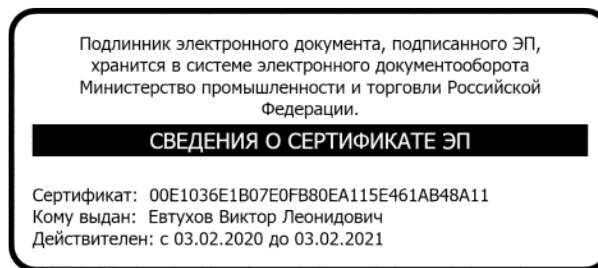 Подлинник электронного документа, подписанного ЭП,
хранится в системе электронного документооборота
Министерство промышленности и торговли Российской
Федерации.
СВЕДЕНИЯ О СЕРТИФИКАТЕ ЭП
Сертификат: 00E1036E1B07E0FB80EA115E461AB48A11
Кому выдан: Евтухов Виктор Леонидович
Действителен: с 03.02.2020 до 03.02.2021